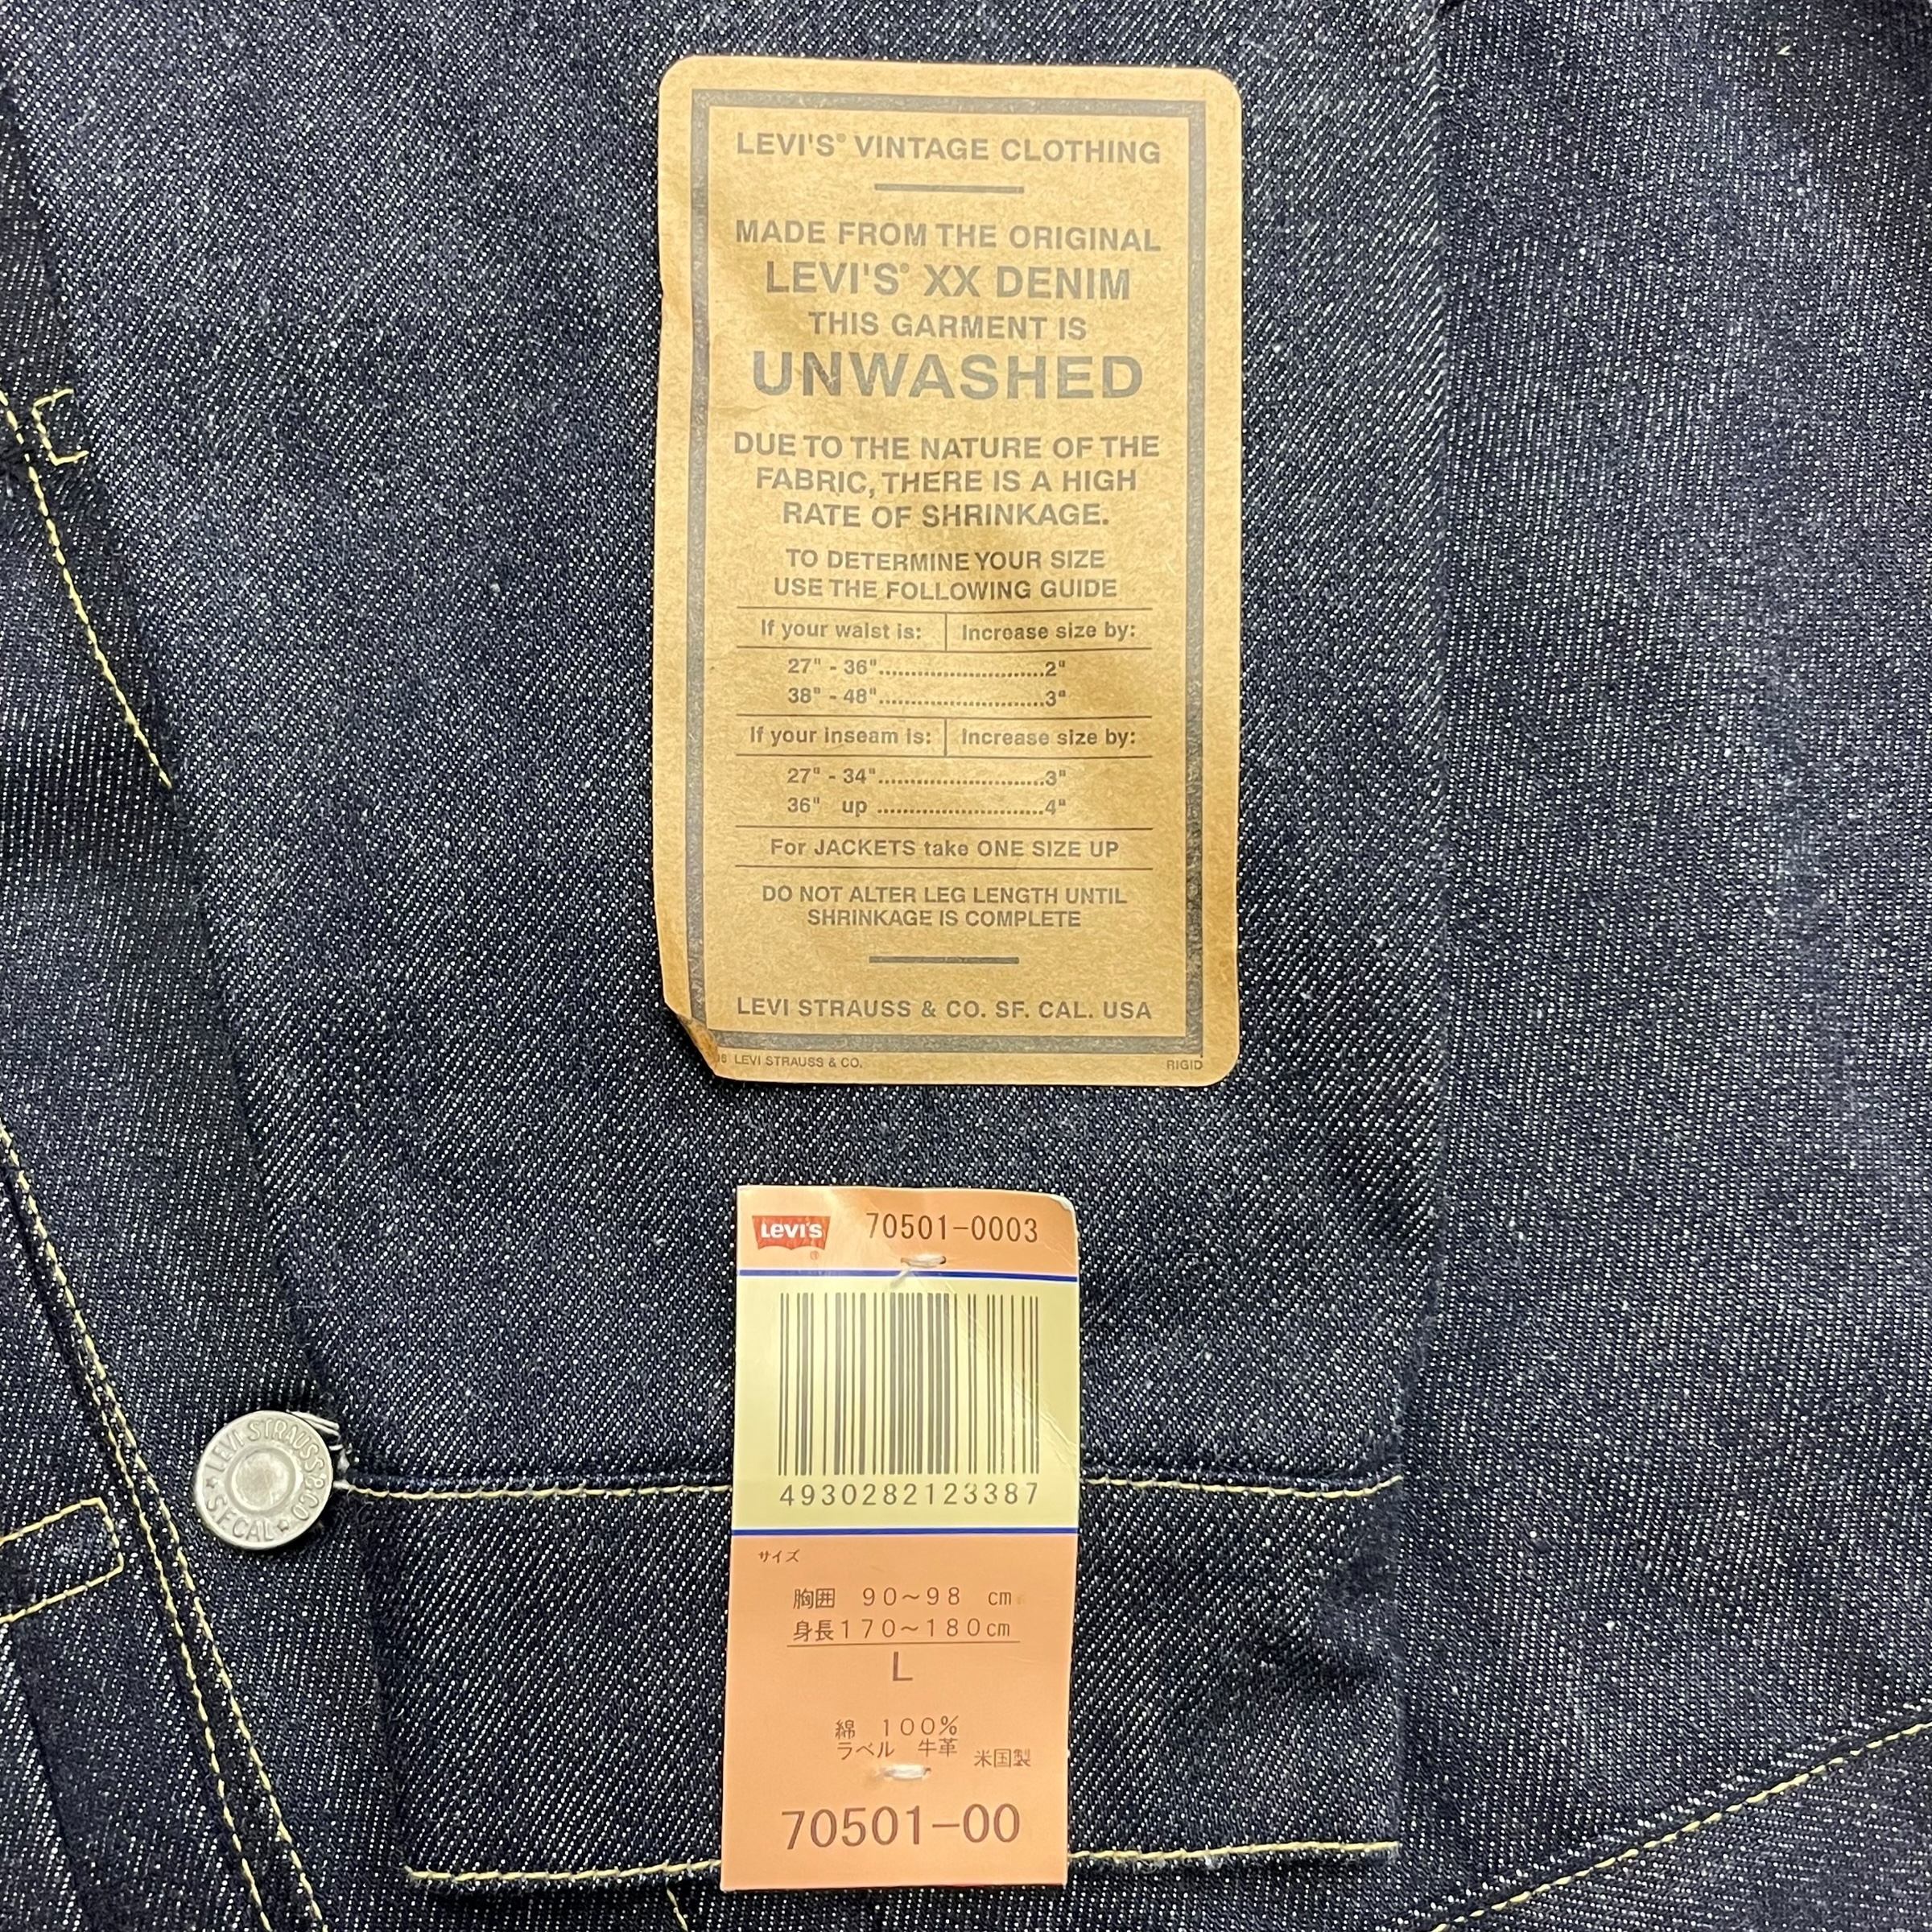 LEVI'S® VINTAGE CLOTHING
MADE FROM THE ORIGINAL
LEVI'S® XX DENIM
THIS GARMENT IS
UNWASHED
DUE TO THE NATURE OF THE
FABRIC, THERE IS A HIGH
RATE OF SHRINKAGE.
TO DETERMINE YOUR SIZE
USE THE FOLLOWING GUIDE
If your waist is: Increase size by:
27" - 36"............................2"
38" - 48"............................3"
If your inseam is: Increase size by:
27" - 34"............................3"
36" up ............................4"
For JACKETS take ONE SIZE UP
DO NOT ALTER LEG LENGTH UNTIL
SHRINKAGE IS COMPLETE
LEVI STRAUSS & CO. SF. CAL. USA
LEVI STRAUSS & CO. RIGID
LEVI'S ® 70501-0003
4930282123387
サイズ
胸囲 90~98 cm
身長170~180cm
L
綿 100%
ラベル 牛革 米国製
70501-00
LEVI STRAUSS & CO.
S.F. CAL.